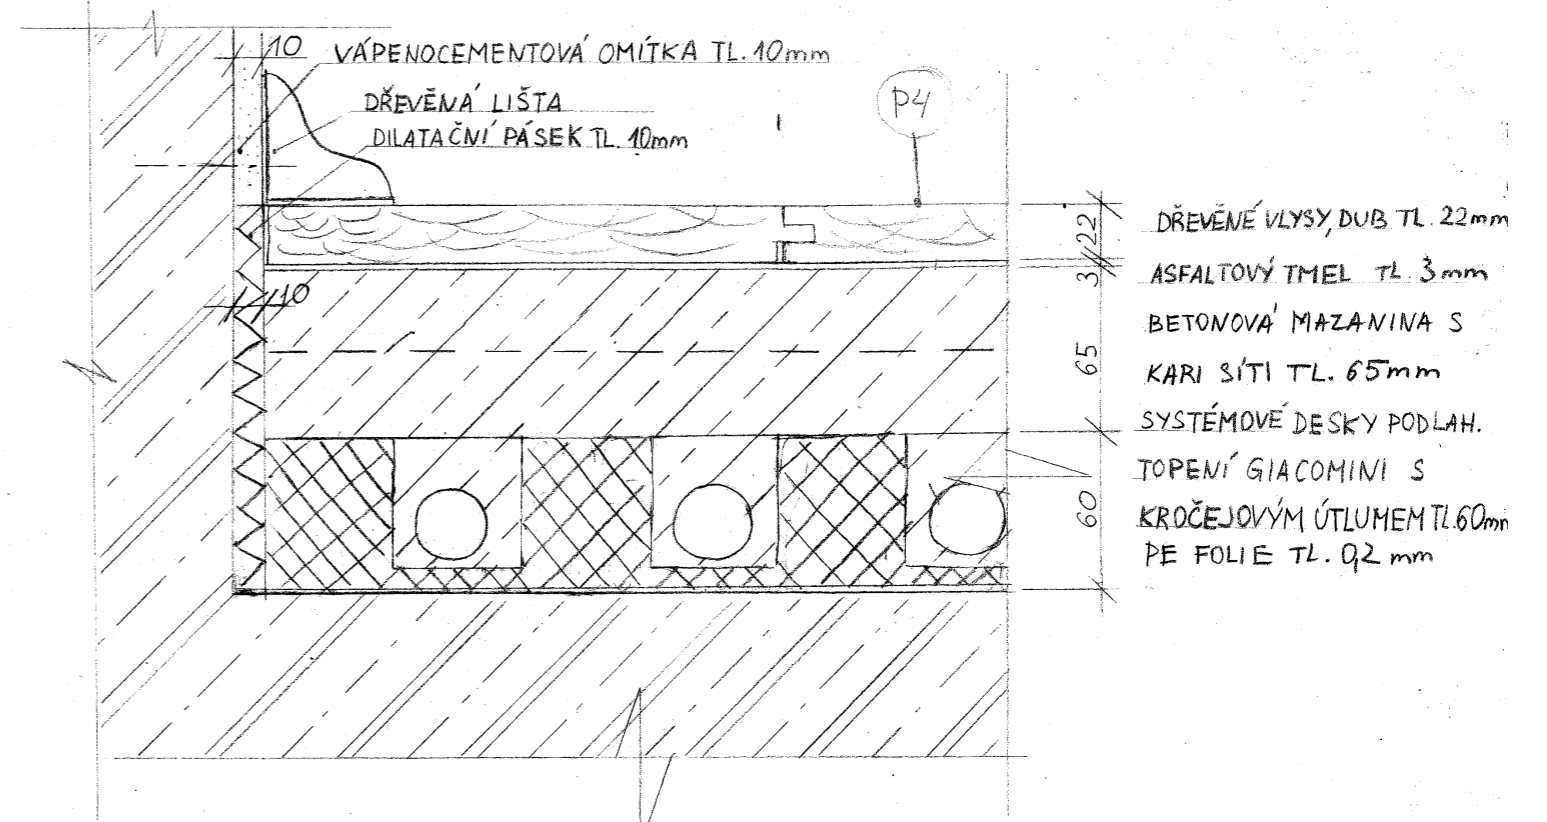 10
VÁPENOCEMENTOVÁ OMÍTKA TL. 10mm
DŘEVĚNÁ LIŠTA
DILATAČNÍ PÁSEK TL. 10mm
P4
10
22
3
65
60
DŘEVĚNÉ VLYSY, DUB TL. 22mm
ASFALTOVÝ TMEL TL. 3mm
BETONOVÁ MAZANINA S
KARI SÍTI TL. 65mm
SYSTÉMOVÉ DESKY PODLAH.
TOPENÍ GIACOMINI S
KROČEJOVÝM ÚTLUMEM TL.60mm
PE FOLIE TL. 0,2 mm